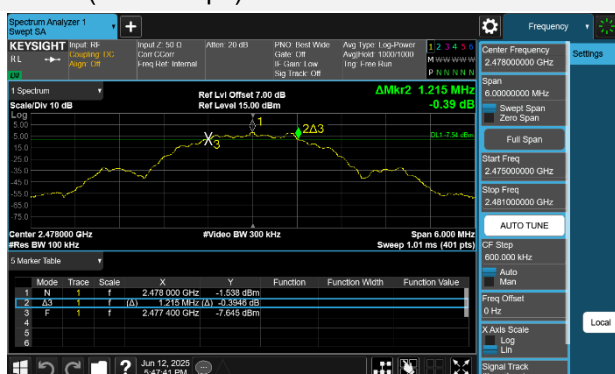 Spectrum Analyzer 1
Swept SA
+
Frequency
KEYSIGHT Input: RF
RL
Coupling: DC
Align: Off
Input Z: 50 Ω
Corr CCorr
Freq Ref: Internal
Atten: 20 dB
PNO: Best Wide
Gate: Off
IF Gain: Low
Sig Track: Off
Avg Type: Log-Power
Avg|Hold: 1000/1000
Trig: Free Run
1 2 3 4 5 6
M W W W W W
P N N N N N
1 Spectrum
Scale/Div 10 dB
Ref Lvl Offset 7.00 dB
Ref Level 15.00 dBm
ΔMkr2 1.215 MHz
-0.39 dB
Log
5.00
-5.00
-15.0
-25.0
-35.0
-45.0
-55.0
-65.0
-75.0
1
2Δ3
3
DL1 -7.54 dBm
Center 2.478000 GHz
#Res BW 100 kHz
#Video BW 300 kHz
Span 6.000 MHz
Sweep 1.01 ms (401 pts)
5 Marker Table
Mode Trace Scale X Y Function Function Width Function Value
1 N 1 f 2.478 000 GHz -1.538 dBm
2 Δ3 1 f (Δ) 1.215 MHz (Δ) -0.3946 dB
3 F 1 f 2.477 400 GHz -7.645 dBm
4
5
6
Jun 12, 2025
5:47:41 PM
Center Frequency
2.478000000 GHz
Settings
Span
6.00000000 MHz
Swept Span
Zero Span
Full Span
Start Freq
2.475000000 GHz
Stop Freq
2.481000000 GHz
AUTO TUNE
CF Step
600.000 kHz
Auto
Man
Freq Offset
0 Hz
X Axis Scale
Log
Lin
Local
Signal Track